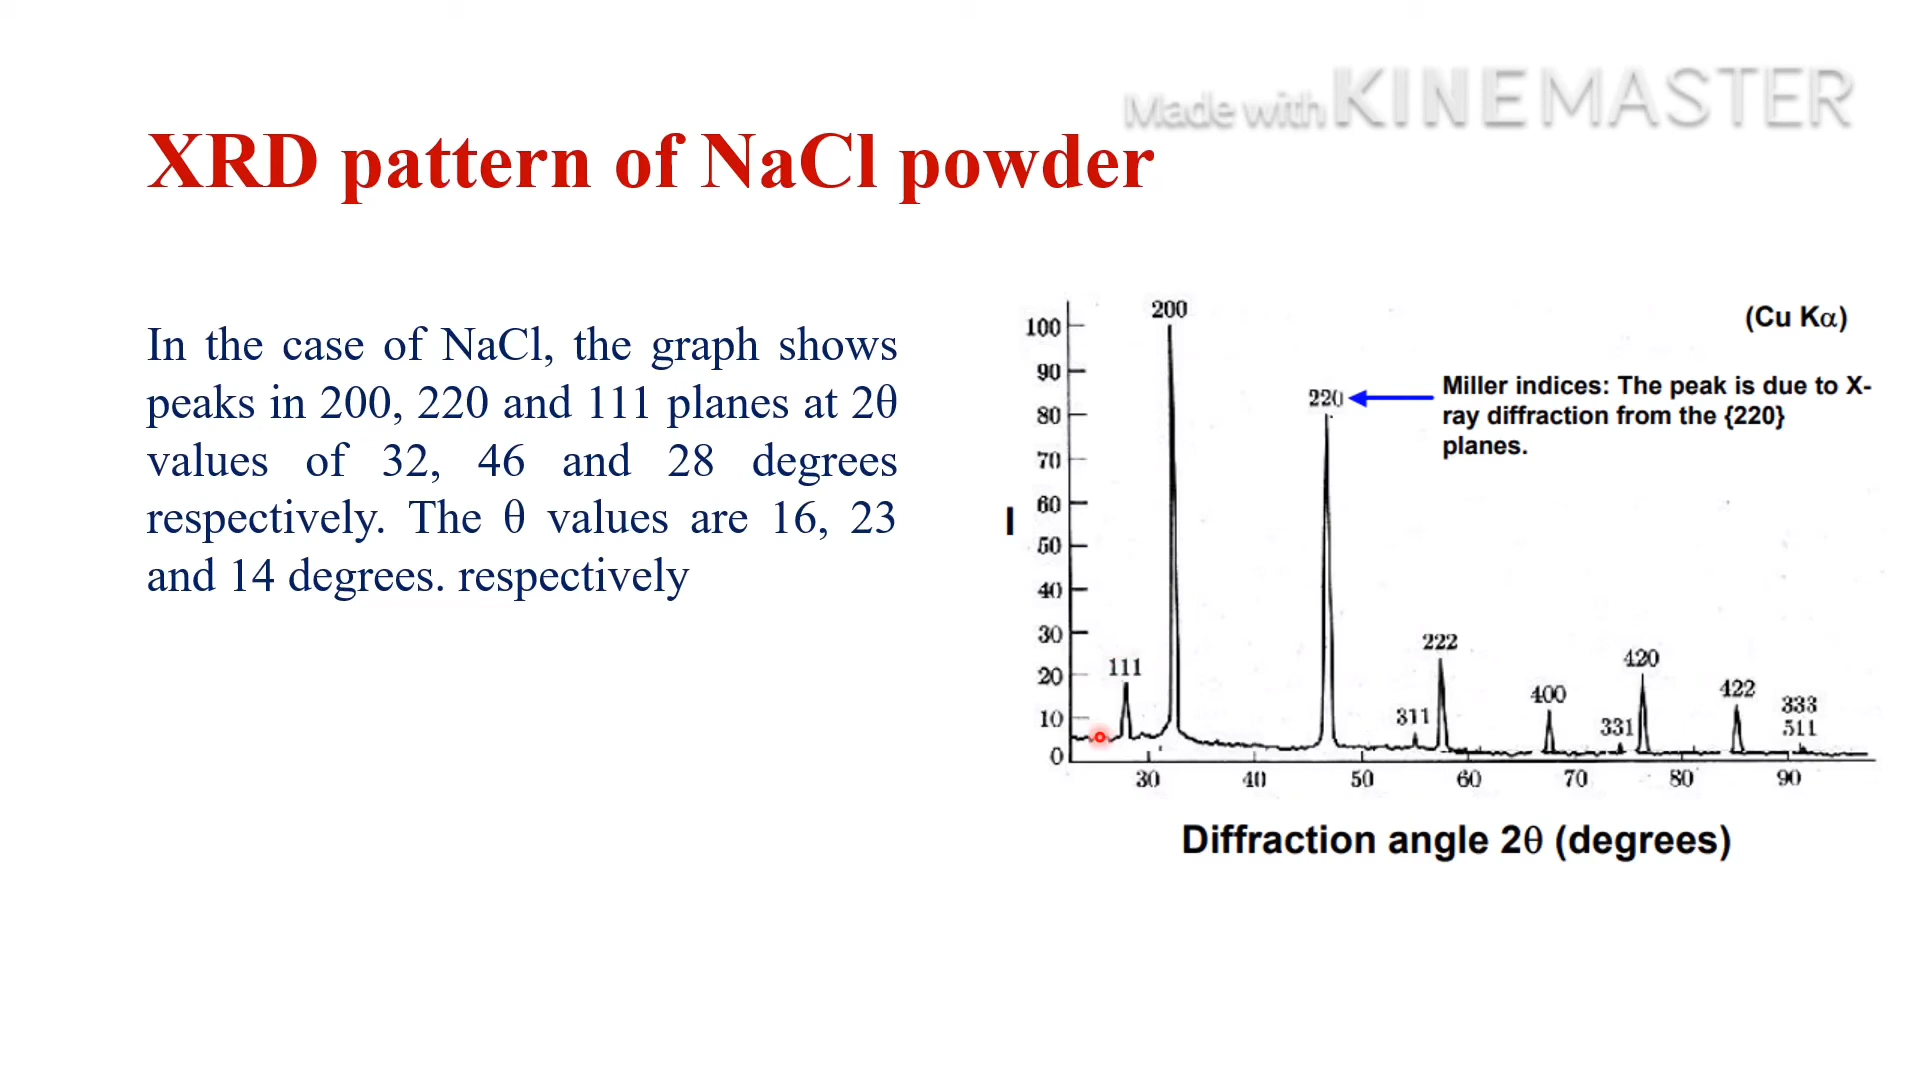 Made with KINEMASTER
XRD pattern of NaCl powder
In the case of NaCl, the graph shows
peaks in 200, 220 and 111 planes at 2θ
values of 32, 46 and 28 degrees
respectively. The θ values are 16, 23
and 14 degrees. respectively
200
(Cu Kα)
100
90
80
70
60
50
40
30
20
10
0
I
220
Miller indices: The peak is due to X-
ray diffraction from the {220}
planes.
111
311
222
400
331
420
422
333
511
30 40 50 60 70 80 90
Diffraction angle 2θ (degrees)